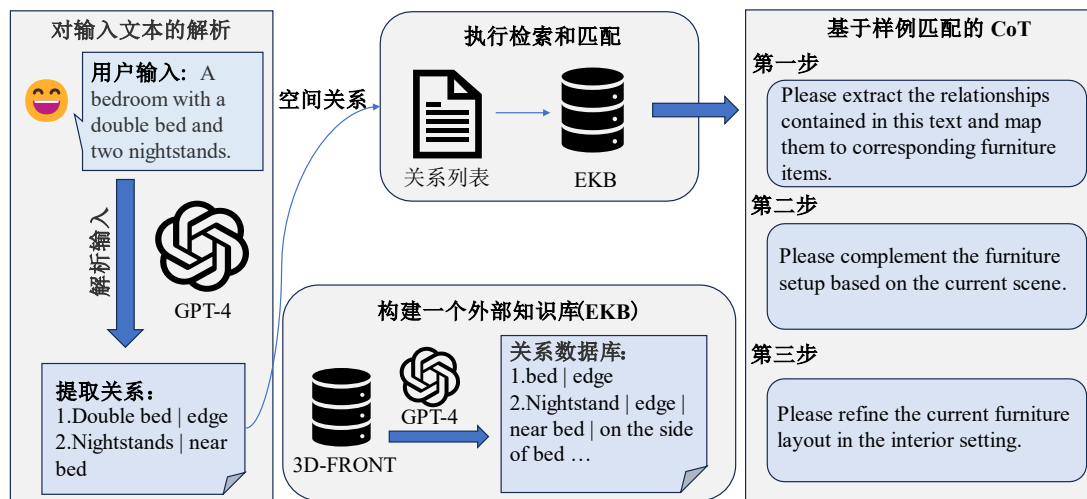 对输入文本的解析
用户输入: A
bedroom with a
double bed and
two nightstands.
解析输入
GPT-4
提取关系:
1.Double bed | edge
2.Nightstands | near
bed
空间关系
执行检索和匹配
关系列表
EKB
构建一个外部知识库(EKB)
3D-FRONT
GPT-4
关系数据库:
1.bed | edge
2.Nightstand | edge |
near bed | on the side
of bed …
基于样例匹配的 CoT
第一步
Please extract the relationships
contained in this text and map
them to corresponding furniture
items.
第二步
Please complement the furniture
setup based on the current scene.
第三步
Please refine the current furniture
layout in the interior setting.